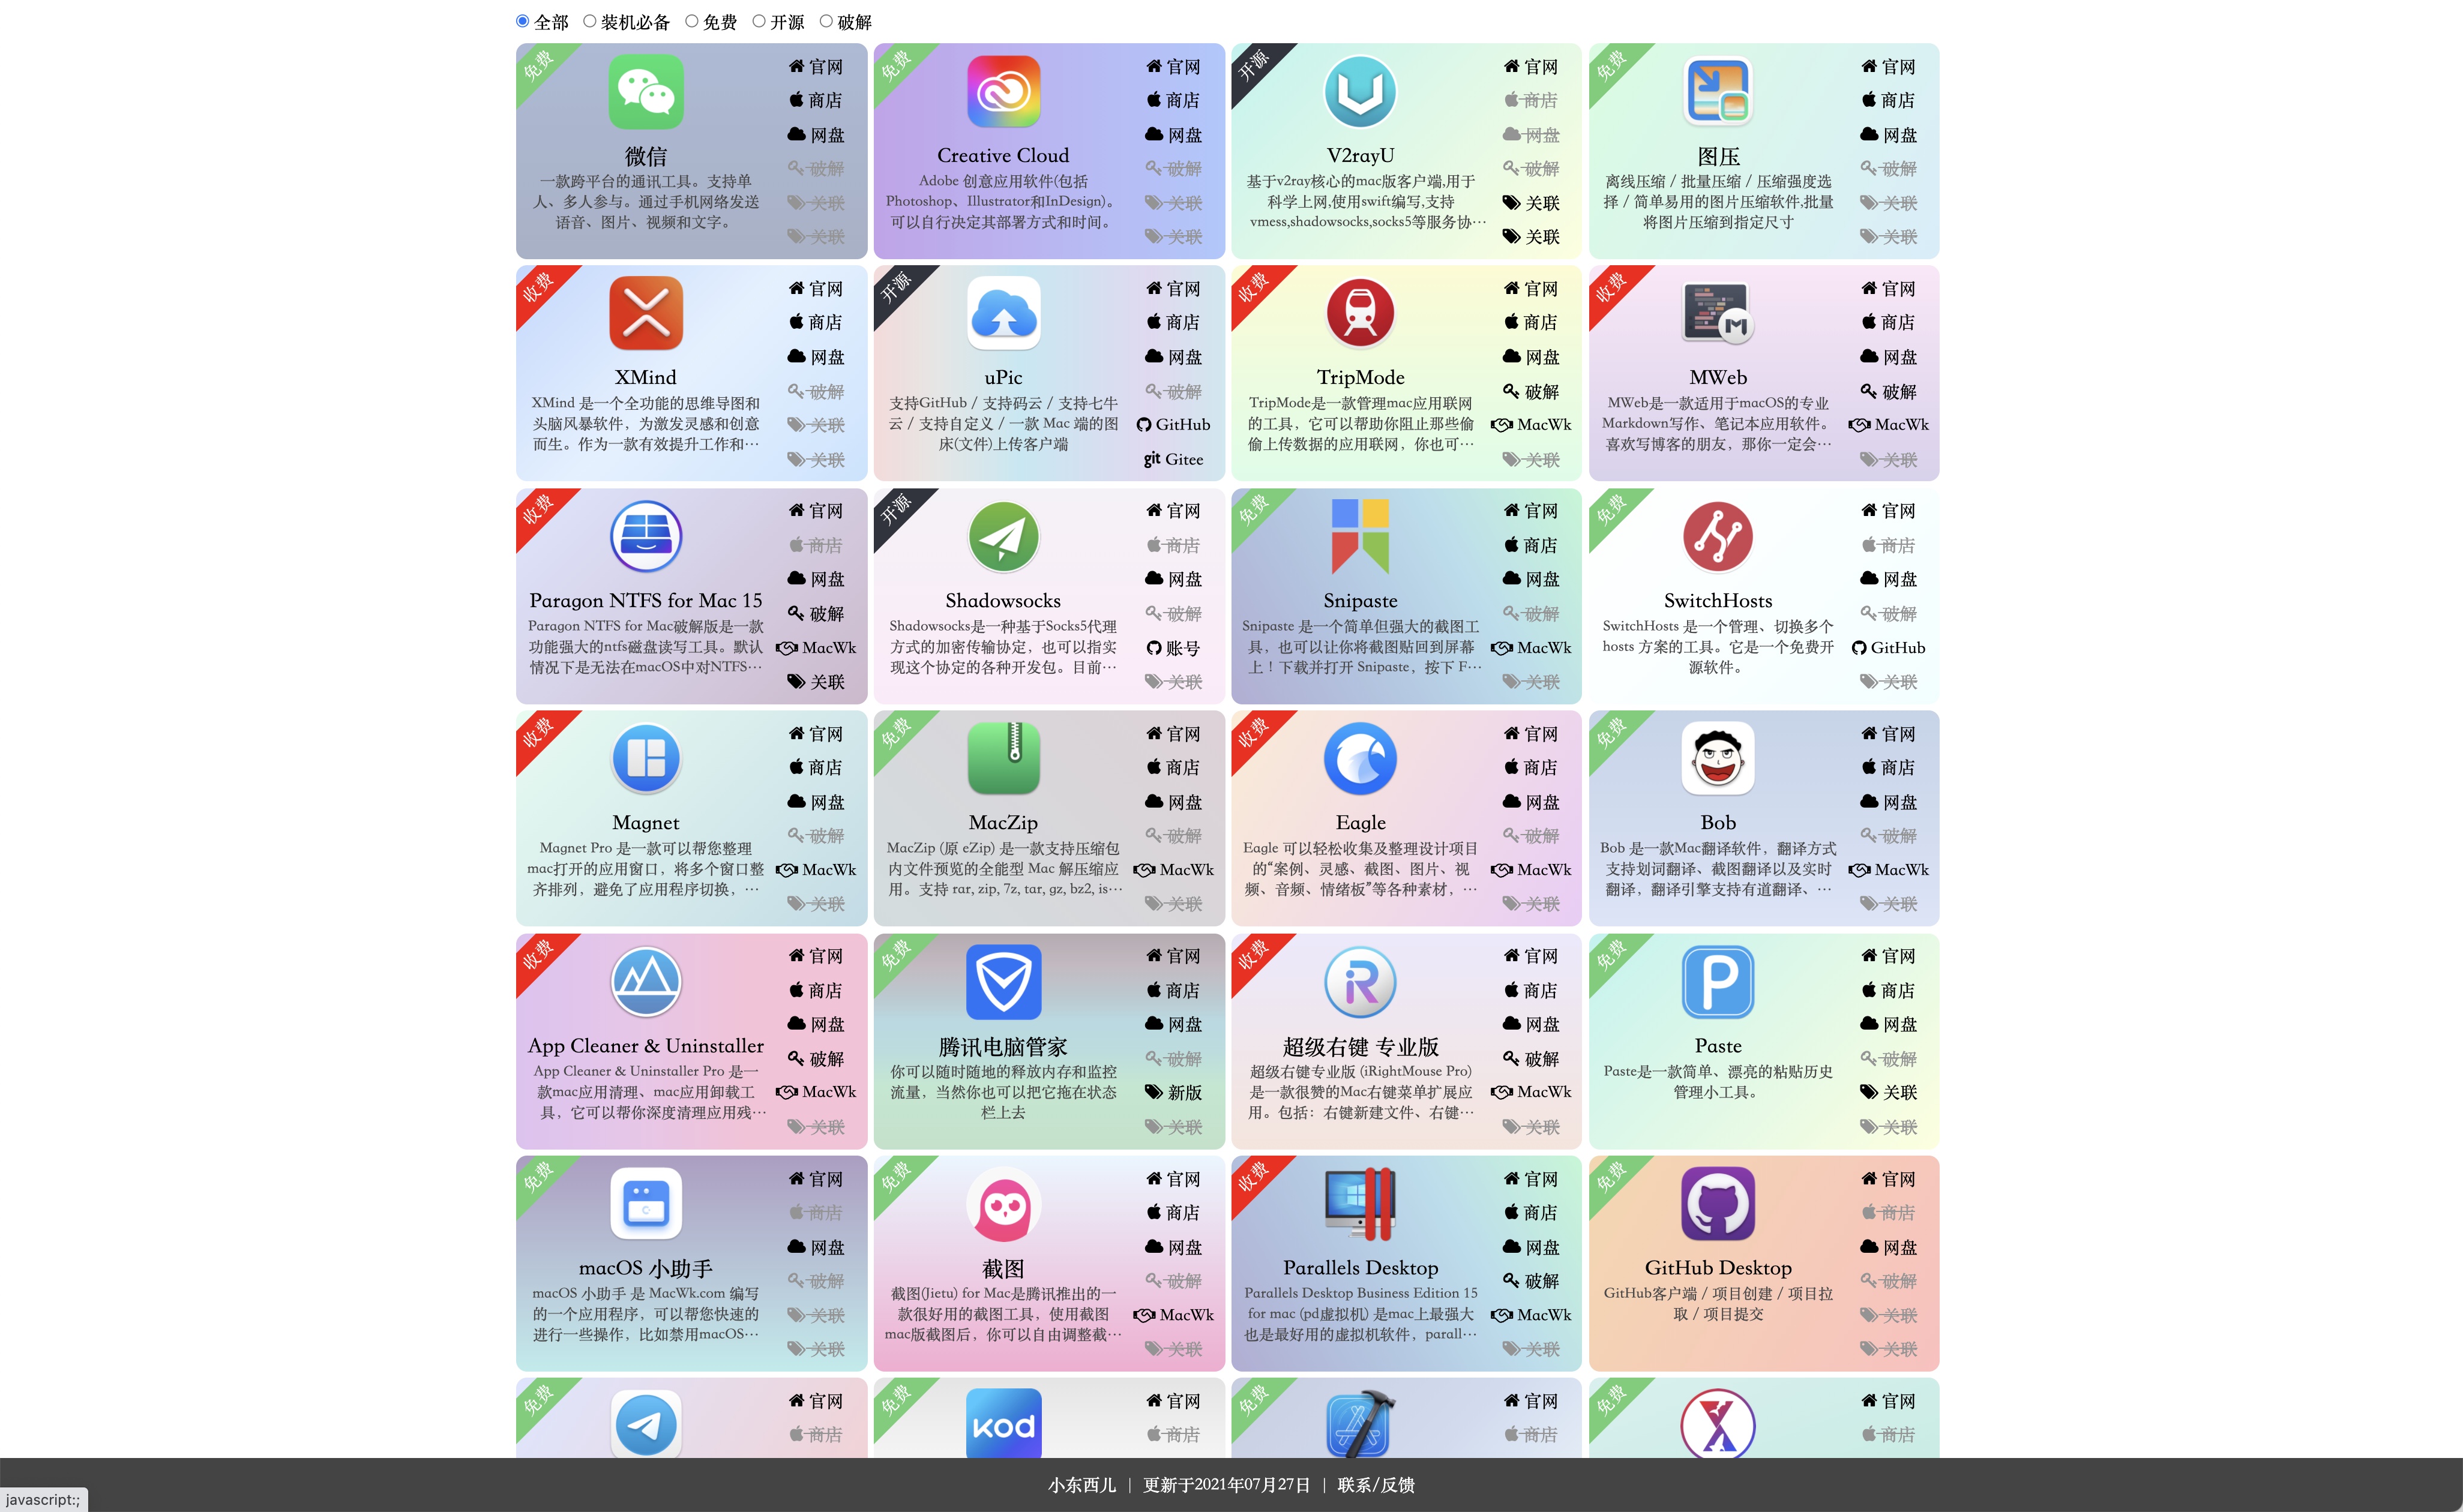 全部 装机必备 免费 开源 破解
免费
微信
一款跨平台的通讯工具。支持单
人、多人参与。通过手机网络发送
语音、图片、视频和文字。
官网
商店
网盘
破解
关联
关联
免费
Creative Cloud
Adobe 创意应用软件(包括
Photoshop、Illustrator和InDesign)。
可以自行决定其部署方式和时间。
官网
商店
网盘
破解
关联
关联
开源
V2rayU
基于v2ray核心的mac版客户端,用于
科学上网,使用swift编写,支持
vmess,shadowsocks,socks5等服务协…
官网
商店
网盘
破解
关联
关联
免费
图压
离线压缩 / 批量压缩 / 压缩强度选
择 / 简单易用的图片压缩软件,批量
将图片压缩到指定尺寸
官网
商店
网盘
破解
关联
关联
收费
XMind
XMind 是一个全功能的思维导图和
头脑风暴软件，为激发灵感和创意
而生。作为一款有效提升工作和…
官网
商店
网盘
破解
关联
关联
开源
uPic
支持GitHub / 支持码云 / 支持七牛
云 / 支持自定义 / 一款 Mac 端的图
床(文件)上传客户端
官网
商店
网盘
破解
GitHub
git Gitee
收费
TripMode
TripMode是一款管理mac应用联网
的工具，它可以帮助你阻止那些偷
偷上传数据的应用联网，你也可…
官网
商店
网盘
破解
MacWk
关联
收费
MWeb
MWeb是一款适用于macOS的专业
Markdown写作、笔记本应用软件。
喜欢写博客的朋友，那你一定会…
官网
商店
网盘
破解
MacWk
关联
收费
Paragon NTFS for Mac 15
Paragon NTFS for Mac破解版是一款
功能强大的ntfs磁盘读写工具。默认
情况下是无法在macOS中对NTFS…
官网
商店
网盘
破解
MacWk
关联
开源
Shadowsocks
Shadowsocks是一种基于Socks5代理
方式的加密传输协定，也可以指实
现这个协定的各种开发包。目前…
官网
商店
网盘
破解
账号
关联
免费
Snipaste
Snipaste 是一个简单但强大的截图工
具，也可以让你将截图贴回到屏幕
上！下载并打开 Snipaste，按下 F…
官网
商店
网盘
破解
MacWk
关联
免费
SwitchHosts
SwitchHosts 是一个管理、切换多个
hosts 方案的工具。它是一个免费开
源软件。
官网
商店
网盘
破解
GitHub
关联
收费
Magnet
Magnet Pro 是一款可以帮您整理
mac打开的应用窗口，将多个窗口整
齐排列，避免了应用程序切换，…
官网
商店
网盘
破解
MacWk
关联
免费
MacZip
MacZip (原 eZip) 是一款支持压缩包
内文件预览的全能型 Mac 解压缩应
用。支持 rar, zip, 7z, tar, gz, bz2, is…
官网
商店
网盘
破解
MacWk
关联
收费
Eagle
Eagle 可以轻松收集及整理设计项目
的“案例、灵感、截图、图片、视
频、音频、情绪板”等各种素材，…
官网
商店
网盘
破解
MacWk
关联
免费
Bob
Bob 是一款Mac翻译软件，翻译方式
支持划词翻译、截图翻译以及实时
翻译，翻译引擎支持有道翻译、…
官网
商店
网盘
破解
MacWk
关联
收费
App Cleaner & Uninstaller
App Cleaner & Uninstaller Pro 是一
款mac应用清理、mac应用卸载工
具，它可以帮你深度清理应用残…
官网
商店
网盘
破解
MacWk
关联
免费
腾讯电脑管家
你可以随时随地的释放内存和监控
流量，当然你也可以把它拖在状态
栏上去
官网
商店
网盘
破解
新版
关联
收费
超级右键 专业版
超级右键专业版 (iRightMouse Pro)
是一款很赞的Mac右键菜单扩展应
用。包括：右键新建文件、右键…
官网
商店
网盘
破解
MacWk
关联
免费
Paste
Paste是一款简单、漂亮的粘贴历史
管理小工具。
官网
商店
网盘
破解
关联
关联
免费
macOS 小助手
macOS 小助手 是 MacWk.com 编写
的一个应用程序，可以帮您快速的
进行一些操作，比如禁用macOS…
官网
商店
网盘
破解
关联
关联
免费
截图
截图(Jietu) for Mac是腾讯推出的一
款很好用的截图工具，使用截图
mac版截图后，你可以自由调整截…
官网
商店
网盘
破解
MacWk
关联
收费
Parallels Desktop
Parallels Desktop Business Edition 15
for mac (pd虚拟机) 是mac上最强大
也是最好用的虚拟机软件，parall…
官网
商店
网盘
破解
MacWk
关联
免费
GitHub Desktop
GitHub客户端 / 项目创建 / 项目拉
取 / 项目提交
官网
商店
网盘
破解
关联
关联
免费
官网
商店
免费
kod
官网
商店
免费
官网
商店
免费
官网
商店
小东西儿 | 更新于2021年07月27日 | 联系/反馈
javascript:;